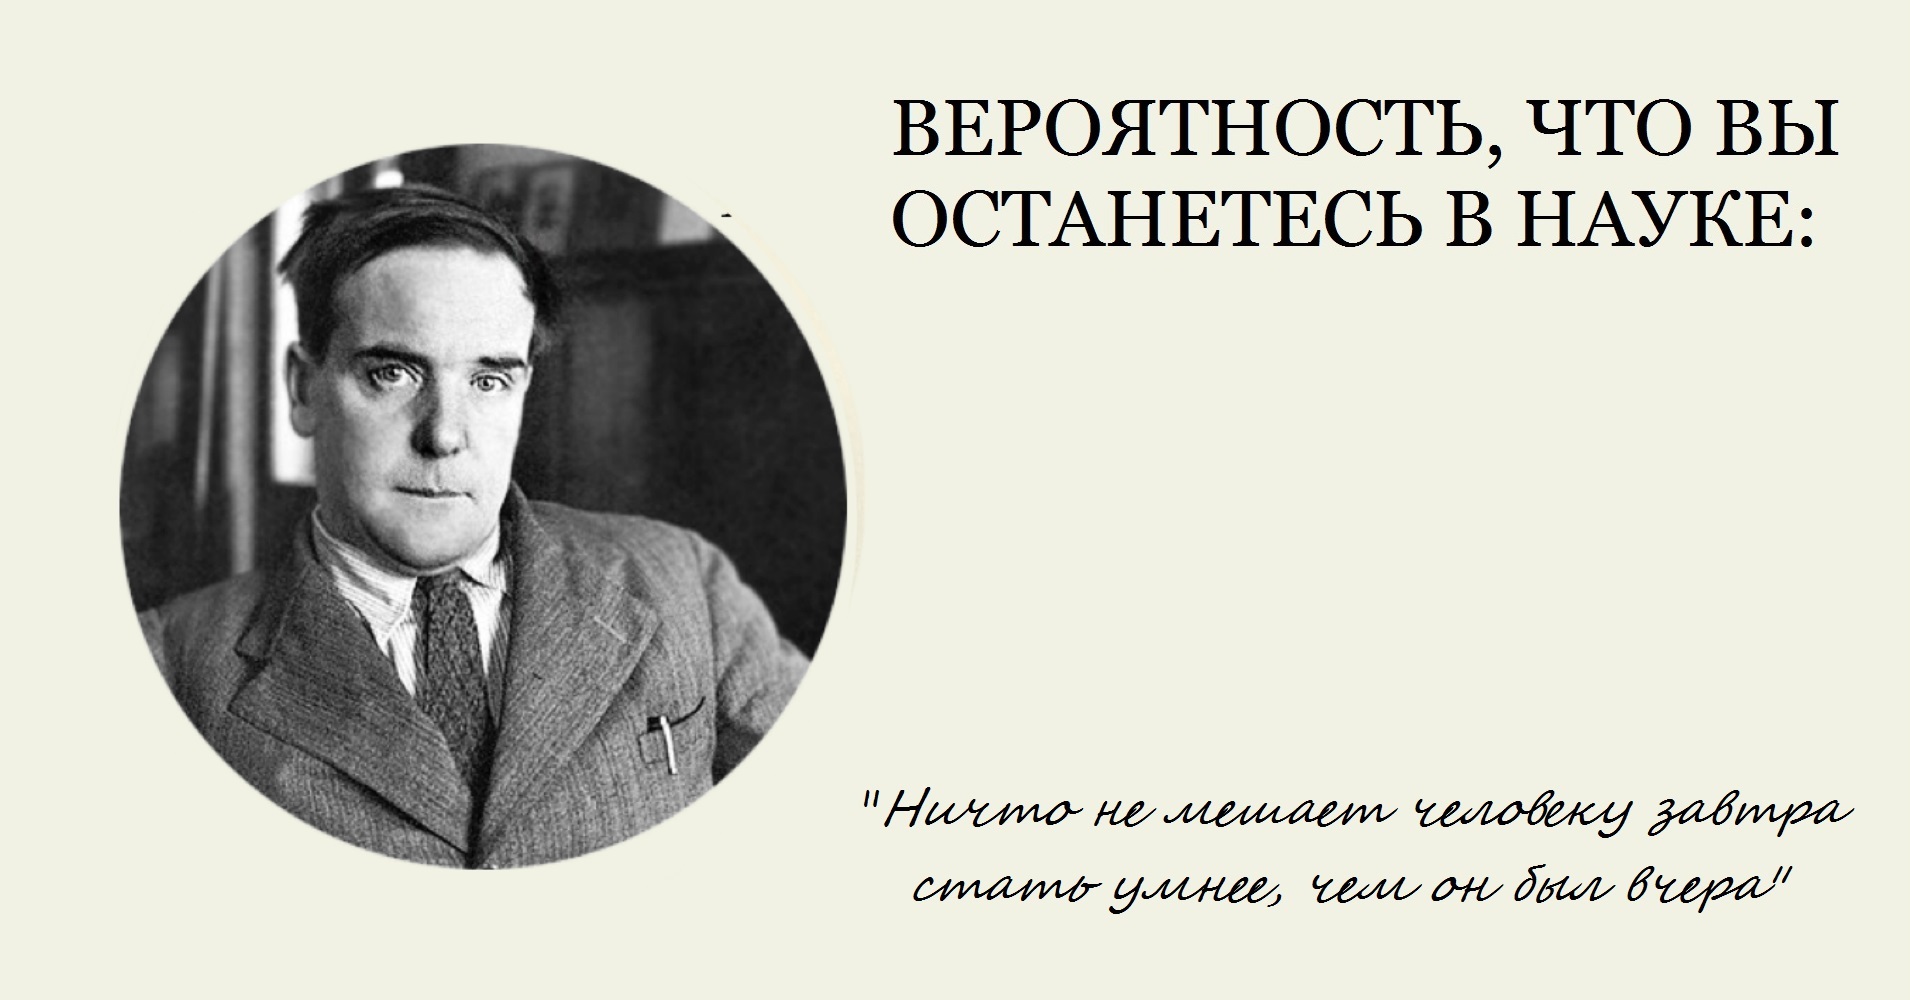 ВЕРОЯТНОСТЬ, ЧТО ВЫ
ОСТАНЕТЕСЬ В НАУКЕ:
"Ничто не мешает человеку завтра
стать умнее, чем он был вчера"